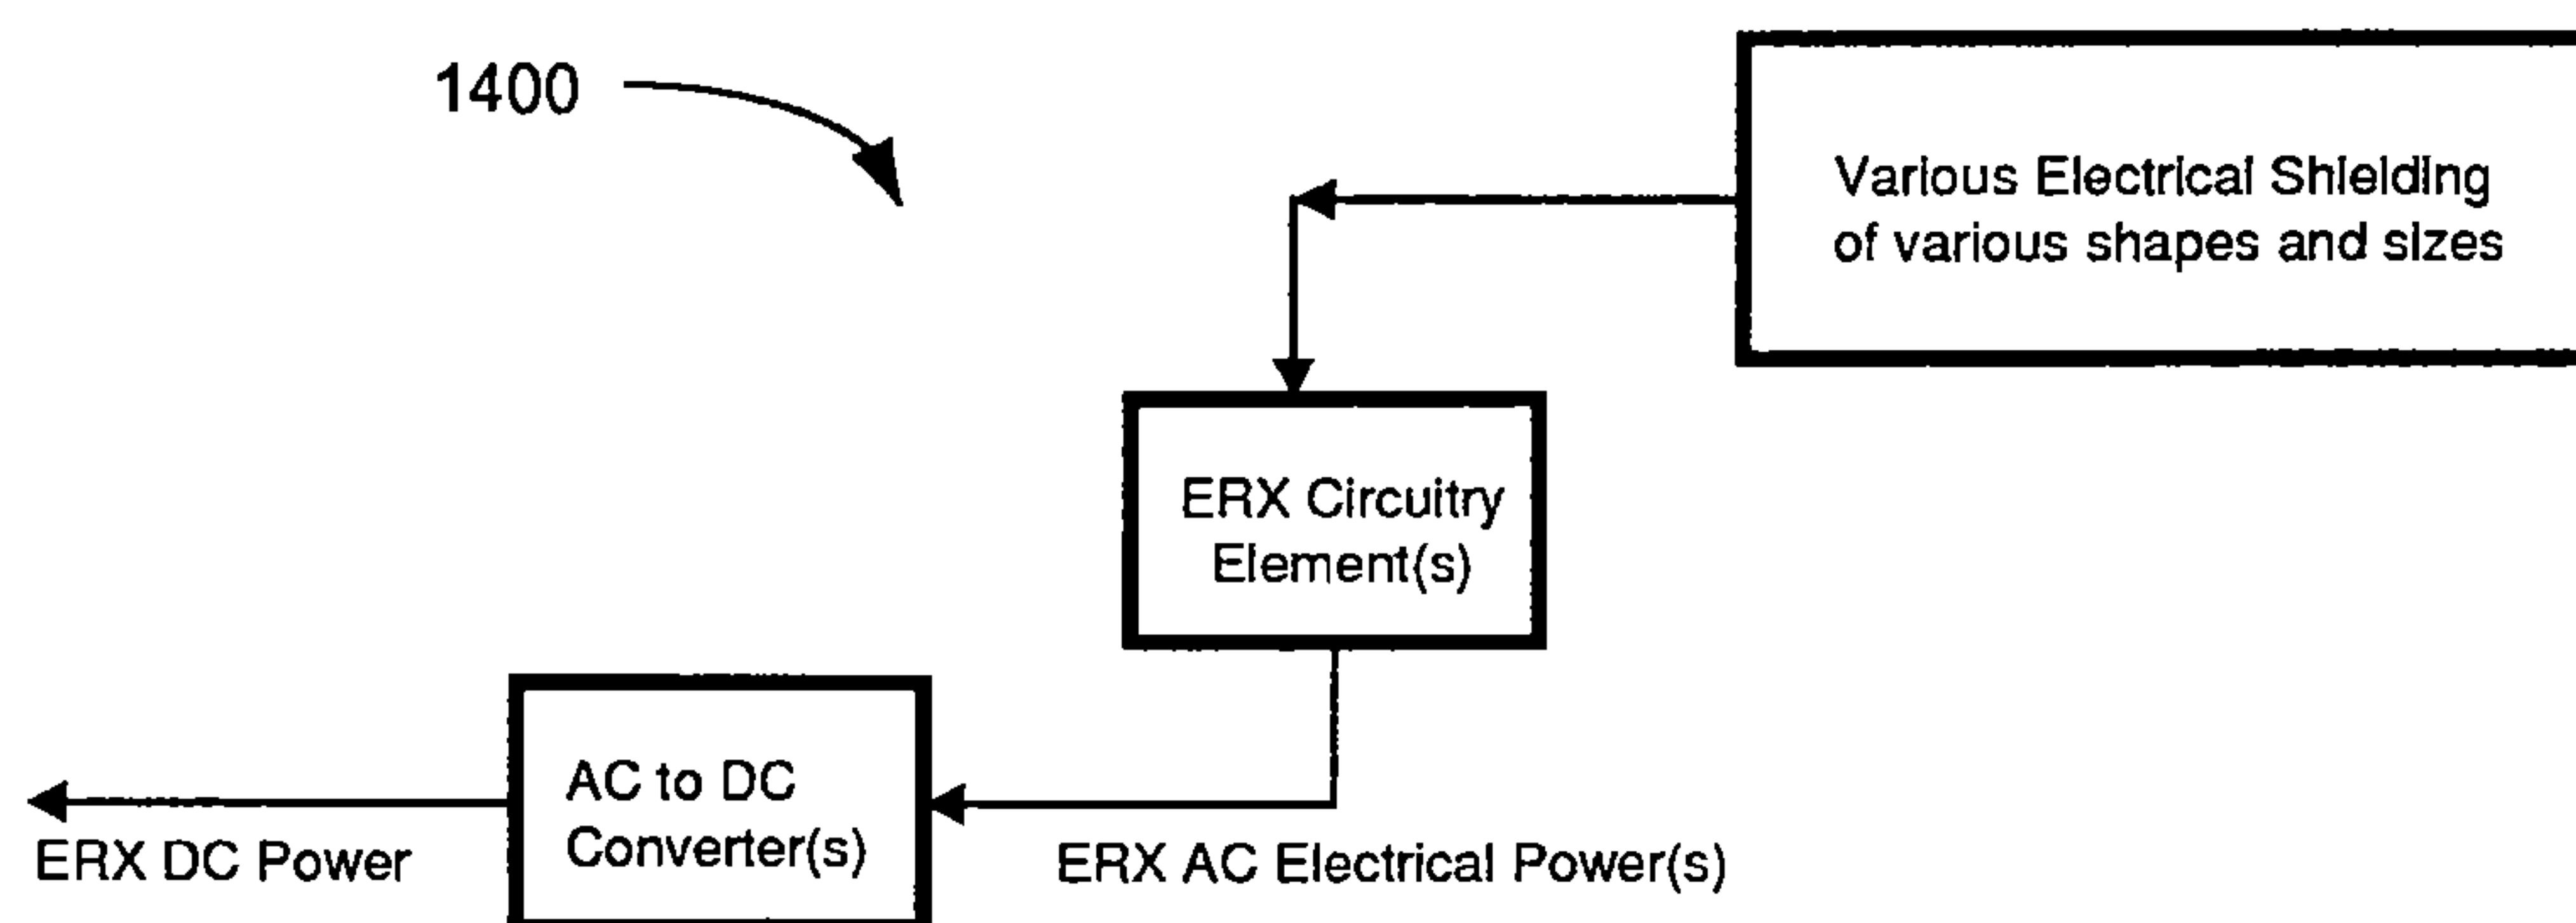 1400
Various Electrical Shielding
of various shapes and sizes
ERX Circuitry
Element(s)
AC to DC
Converter(s)
ERX DC Power
ERX AC Electrical Power(s)